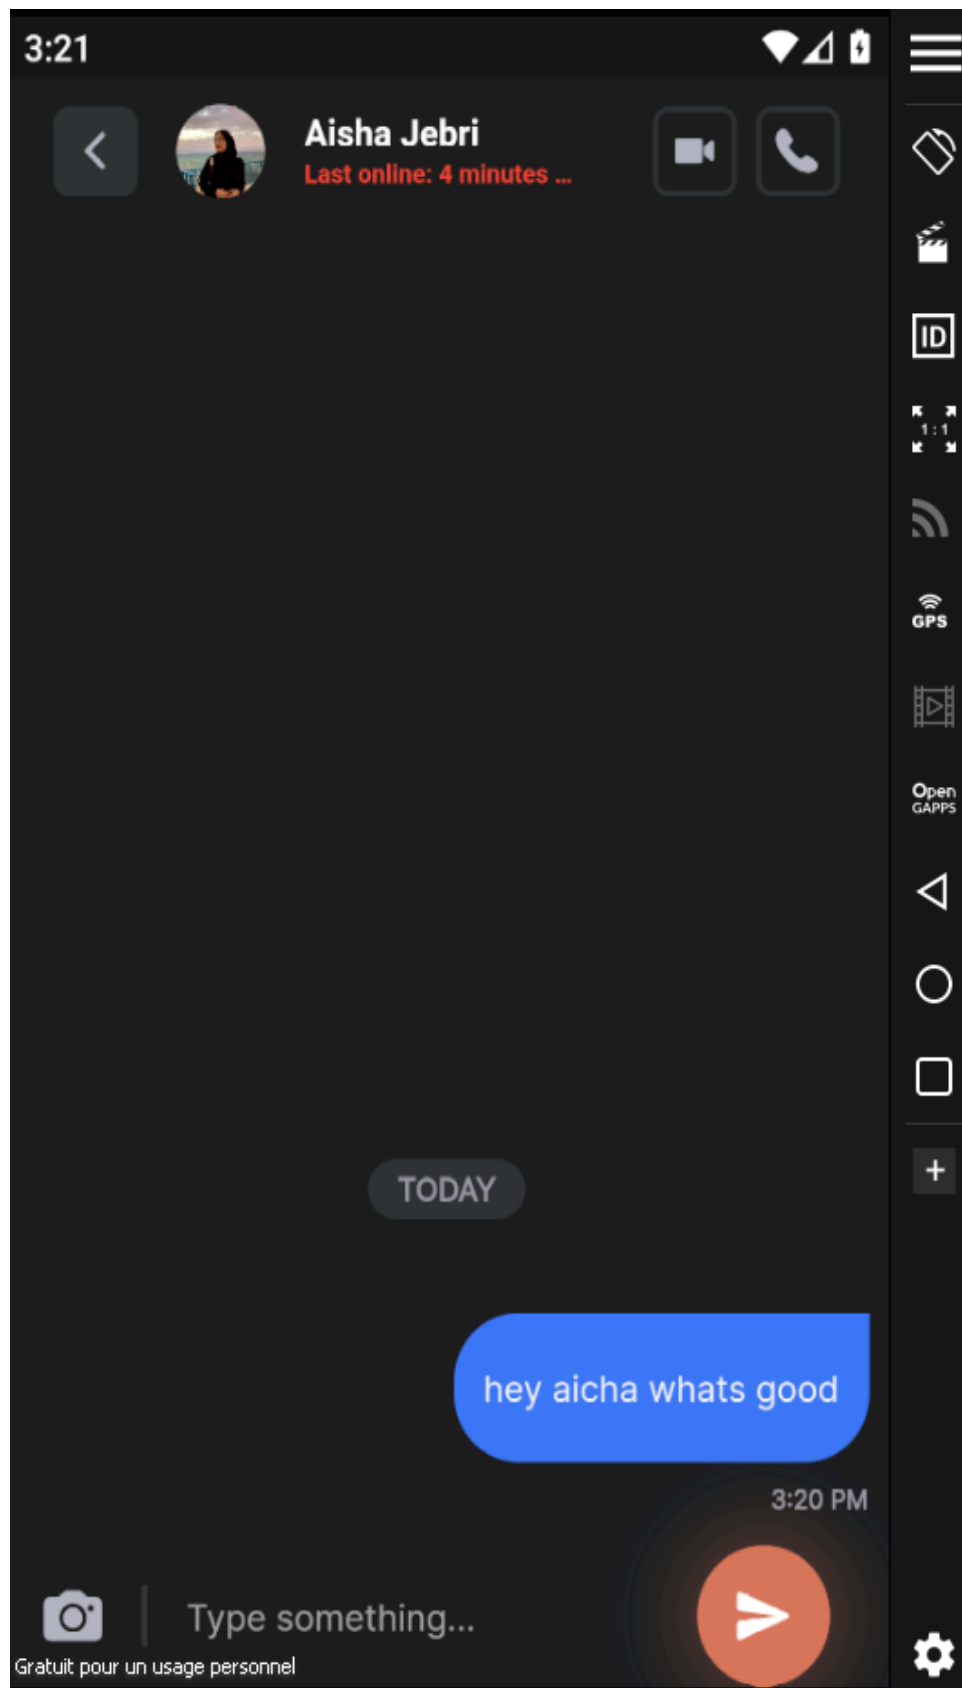 3:21
Aisha Jebri
Last online: 4 minutes ...
ID
1:1
GPS
Open
GAPPS
TODAY
hey aicha whats good
3:20 PM
Type something...
Gratuit pour un usage personnel